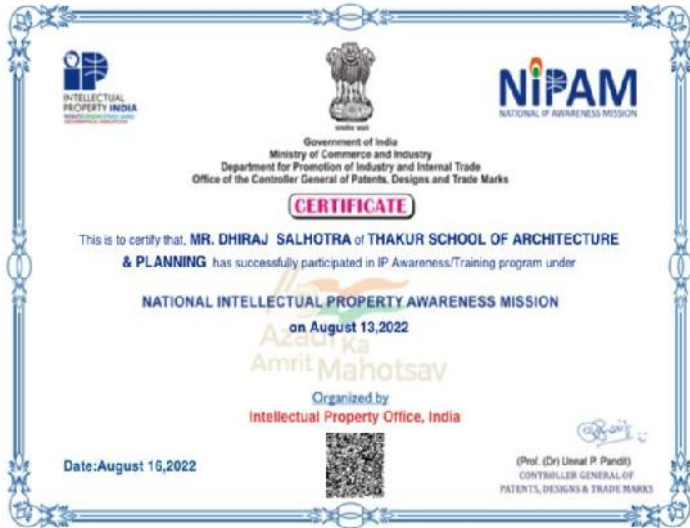 INTELLECTUAL
PROPERTY INDIA
NiPAM
NATIONAL IP AWARENESS MISSION
Government of India
Ministry of Commerce and Industry
Department for Promotion of Industry and Internal Trade
Office of the Controller General of Patents, Designs and Trade Marks
CERTIFICATE
This is to certify that, MR. DHIRAJ SALHOTRA of THAKUR SCHOOL OF ARCHITECTURE
& PLANNING has successfully participated in IP Awareness/Training program under
NATIONAL INTELLECTUAL PROPERTY AWARENESS MISSION
on August 13,2022
Azadi Ka
Amrit Mahotsav
Organized by
Intellectual Property Office, India
Date:August 16,2022
(Prof. (Dr) Unnat P. Pandit)
CONTROLLER GENERAL OF
PATENTS, DESIGNS & TRADE MARKS